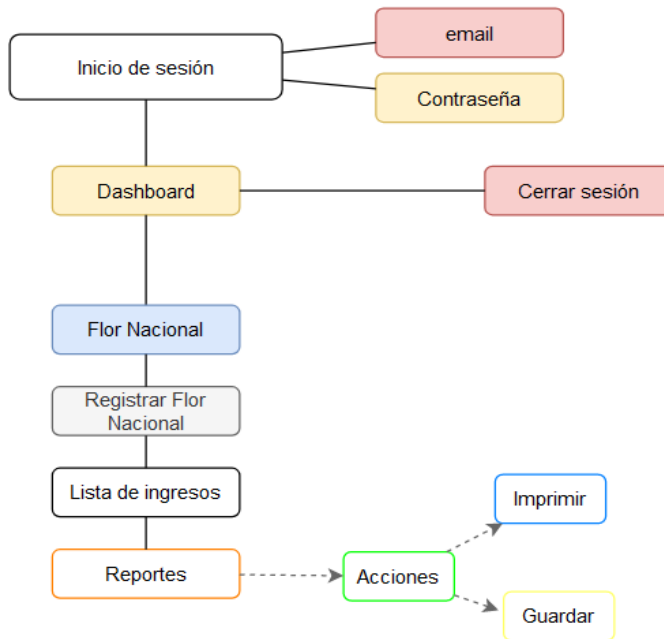 email
Inicio de sesión
Contraseña
Dashboard
Cerrar sesión
Flor Nacional
Registrar Flor
Nacional
Lista de ingresos
Imprimir
Reportes
Acciones
Guardar